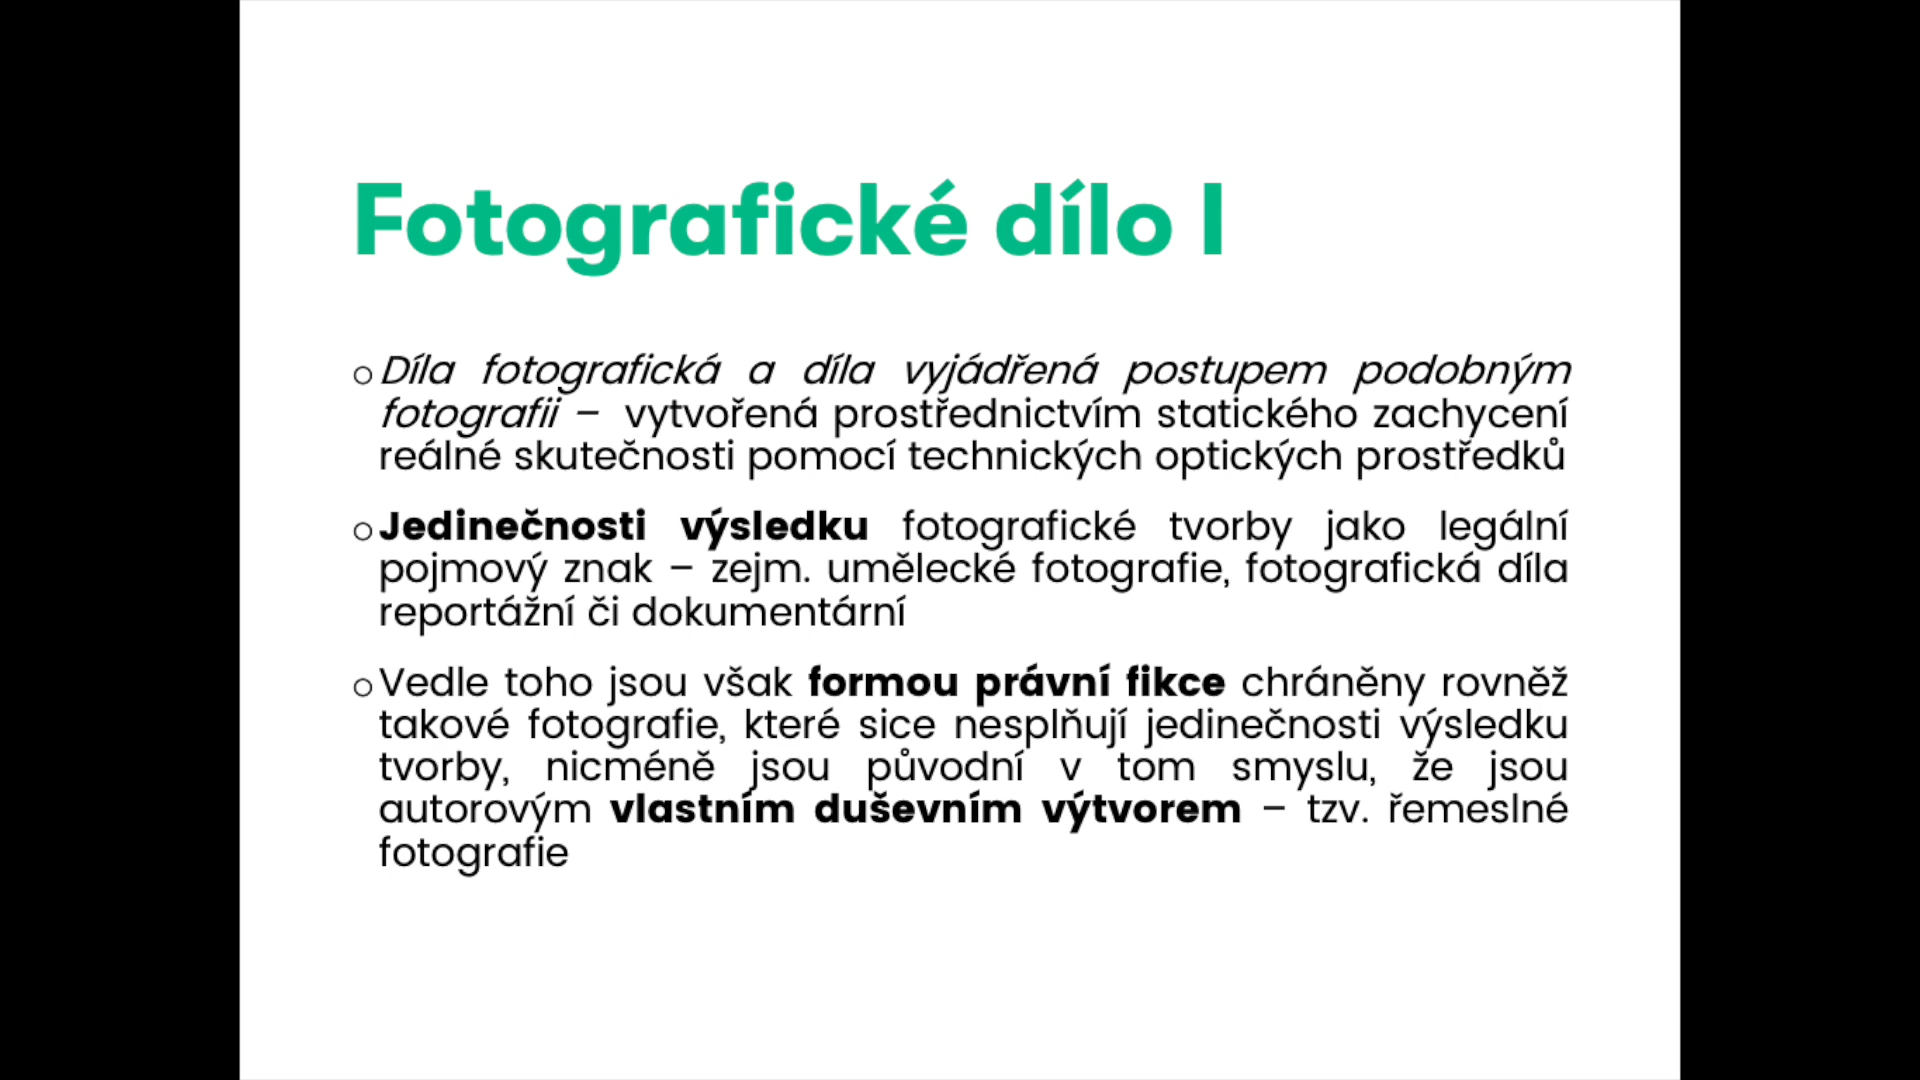 Fotografické dílo I
○ Díla fotografická a díla vyjádřená postupem podobným
fotografii – vytvořená prostřednictvím statického zachycení
reálné skutečnosti pomocí technických optických prostředků
○ Jedinečnosti výsledku fotografické tvorby jako legální
pojmový znak – zejm. umělecké fotografie, fotografická díla
reportážní či dokumentární
○ Vedle toho jsou však formou právní fikce chráněny rovněž
takové fotografie, které sice nesplňují jedinečnosti výsledku
tvorby, nicméně jsou původní v tom smyslu, že jsou
autorovým vlastním duševním výtvorem – tzv. řemeslné
fotografie